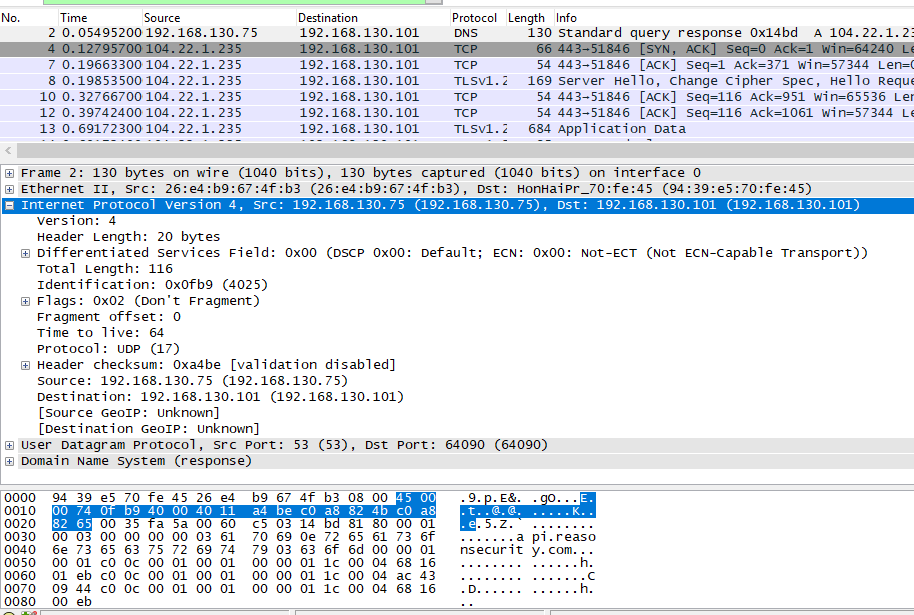 No. Time Source Destination Protocol Length Info
2 0.05495200 192.168.130.75 192.168.130.101 DNS 130 Standard query response 0x14bd A 104.22.1.23
4 0.12795700 104.22.1.235 192.168.130.101 TCP 66 443→51846 [SYN, ACK] Seq=0 Ack=1 Win=64240 Len=
7 0.19663300 104.22.1.235 192.168.130.101 TCP 54 443→51846 [ACK] Seq=1 Ack=371 Win=57344 Len=0
8 0.19853500 104.22.1.235 192.168.130.101 TLSv1.2 169 Server Hello, Change Cipher Spec, Hello Reque
10 0.32766700 104.22.1.235 192.168.130.101 TCP 54 443→51846 [ACK] Seq=116 Ack=951 Win=65536 Len
12 0.39742400 104.22.1.235 192.168.130.101 TCP 54 443→51846 [ACK] Seq=116 Ack=1061 Win=57344 Le
13 0.69172300 104.22.1.235 192.168.130.101 TLSv1.2 684 Application Data
Frame 2: 130 bytes on wire (1040 bits), 130 bytes captured (1040 bits) on interface 0
Ethernet II, Src: 26:e4:b9:67:4f:b3 (26:e4:b9:67:4f:b3), Dst: HonHaiPr_70:fe:45 (94:39:e5:70:fe:45)
Internet Protocol Version 4, Src: 192.168.130.75 (192.168.130.75), Dst: 192.168.130.101 (192.168.130.101)
Version: 4
Header Length: 20 bytes
Differentiated Services Field: 0x00 (DSCP 0x00: Default; ECN: 0x00: Not-ECT (Not ECN-Capable Transport))
Total Length: 116
Identification: 0x0fb9 (4025)
Flags: 0x02 (Don't Fragment)
Fragment offset: 0
Time to live: 64
Protocol: UDP (17)
Header checksum: 0xa4be [validation disabled]
Source: 192.168.130.75 (192.168.130.75)
Destination: 192.168.130.101 (192.168.130.101)
[Source GeoIP: Unknown]
[Destination GeoIP: Unknown]
User Datagram Protocol, Src Port: 53 (53), Dst Port: 64090 (64090)
Domain Name System (response)
0000 94 39 e5 70 fe 45 26 e4 b9 67 4f b3 08 00 45 00 .9.p.E&. .gO...E.
0010 00 74 0f b9 40 00 40 11 a4 be c0 a8 82 4b c0 a8 .t..@.@. .....K..
0020 82 65 00 35 fa 5a 00 60 c5 03 14 bd 81 80 00 01 .e.5.Z.` ........
0030 00 03 00 00 00 00 03 61 70 69 0e 72 65 61 73 6f .......a pi.reaso
0040 6e 73 65 63 75 72 69 74 79 03 63 6f 6d 00 00 01 nsecurit y.com...
0050 00 01 c0 0c 00 01 00 01 00 00 01 1c 00 04 68 16 ........ ......h.
0060 01 eb c0 0c 00 01 00 01 00 00 01 1c 00 04 ac 43 ........ .......C
0070 09 44 c0 0c 00 01 00 01 00 00 01 1c 00 04 68 16 .D...... ......h.
0080 00 eb ..